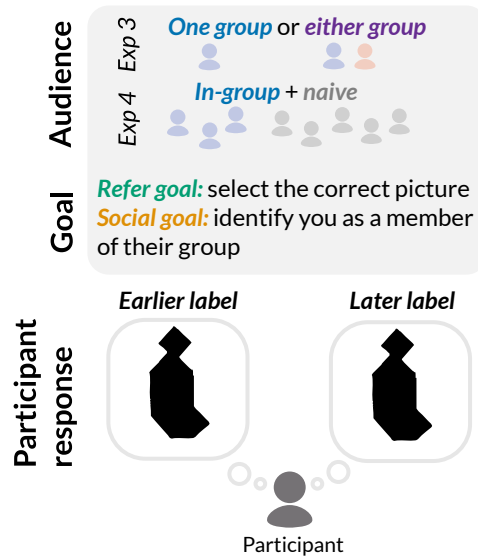 Audience
Exp 3
One group or either group
Exp 4
In-group + naive
Goal
Refer goal: select the correct picture
Social goal: identify you as a member
of their group
Participant
response
Earlier label
Later label
Participant